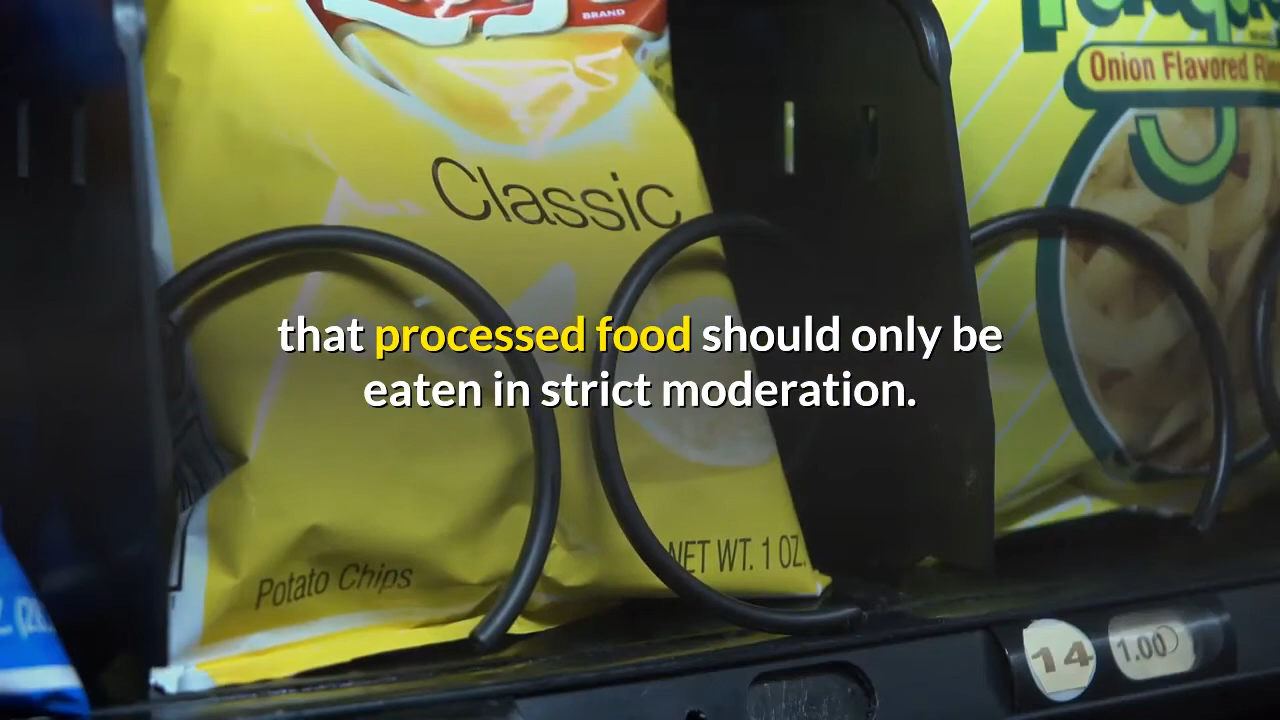 BRAND
Onion Flavored
Classic
that processed food should only be
eaten in strict moderation.
NET WT. 1 OZ.
Potato Chips
14
1.00